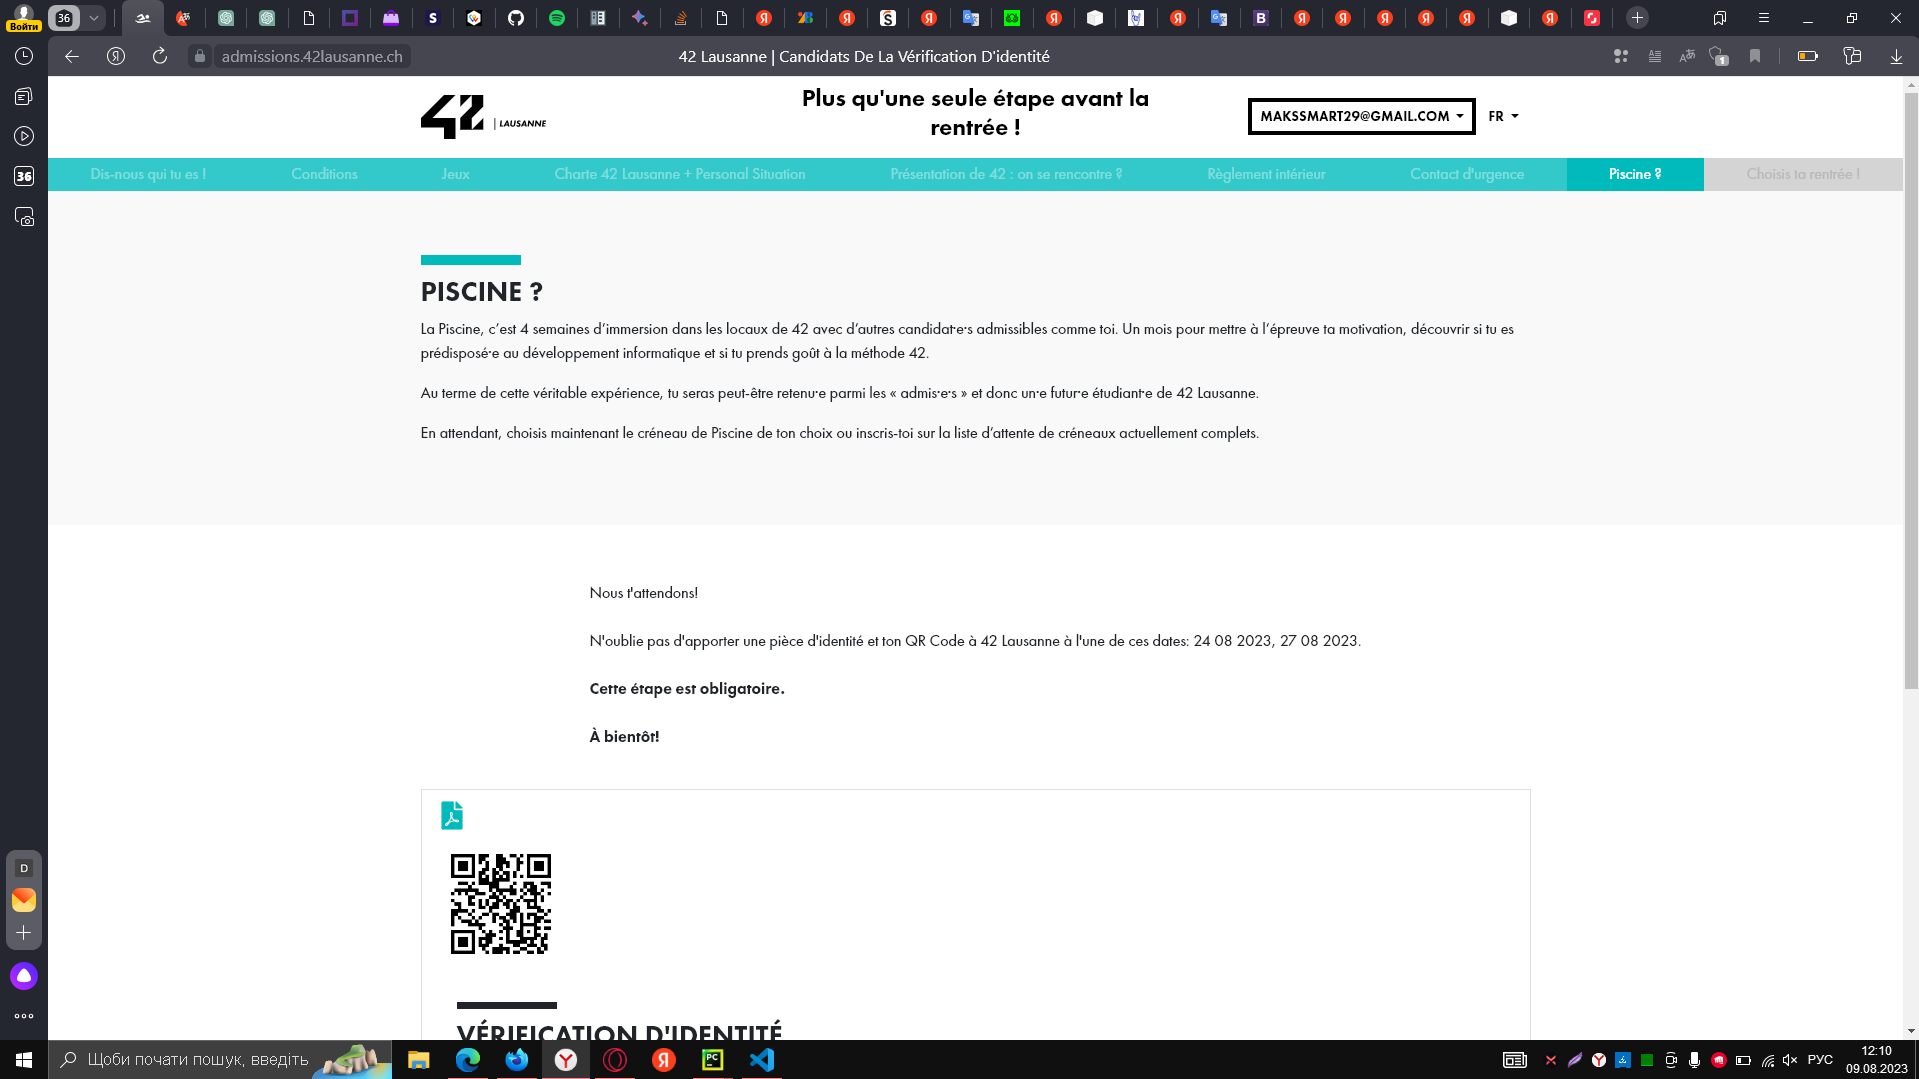 Войти
36
admissions.42lausanne.ch
42 Lausanne | Candidats De La Vérification D'identité
1
36
42 | LAUSANNE
Plus qu'une seule étape avant la
rentrée !
MAKSSMART29@GMAIL.COM
FR
Dis-nous qui tu es !
Conditions
Jeux
Charte 42 Lausanne + Personal Situation
Présentation de 42 : on se rencontre ?
Règlement intérieur
Contact d'urgence
Piscine ?
Choisis ta rentrée !
PISCINE ?
La Piscine, c’est 4 semaines d’immersion dans les locaux de 42 avec d’autres candidat·e·s admissibles comme toi. Un mois pour mettre à l’épreuve ta motivation, découvrir si tu es
prédisposé·e au développement informatique et si tu prends goût à la méthode 42.
Au terme de cette véritable expérience, tu seras peut-être retenu·e parmi les « admis·e·s » et donc un·e futur·e étudiant·e de 42 Lausanne.
En attendant, choisis maintenant le créneau de Piscine de ton choix ou inscris-toi sur la liste d’attente de créneaux actuellement complets.
Nous t'attendons!
N'oublie pas d'apporter une pièce d'identité et ton QR Code à 42 Lausanne à l'une de ces dates: 24 08 2023, 27 08 2023.
Cette étape est obligatoire.
À bientôt!
D
VÉRIFICATION D'IDENTITÉ
Щоби почати пошук, введіть
PC
РУС
12:10
09.08.2023